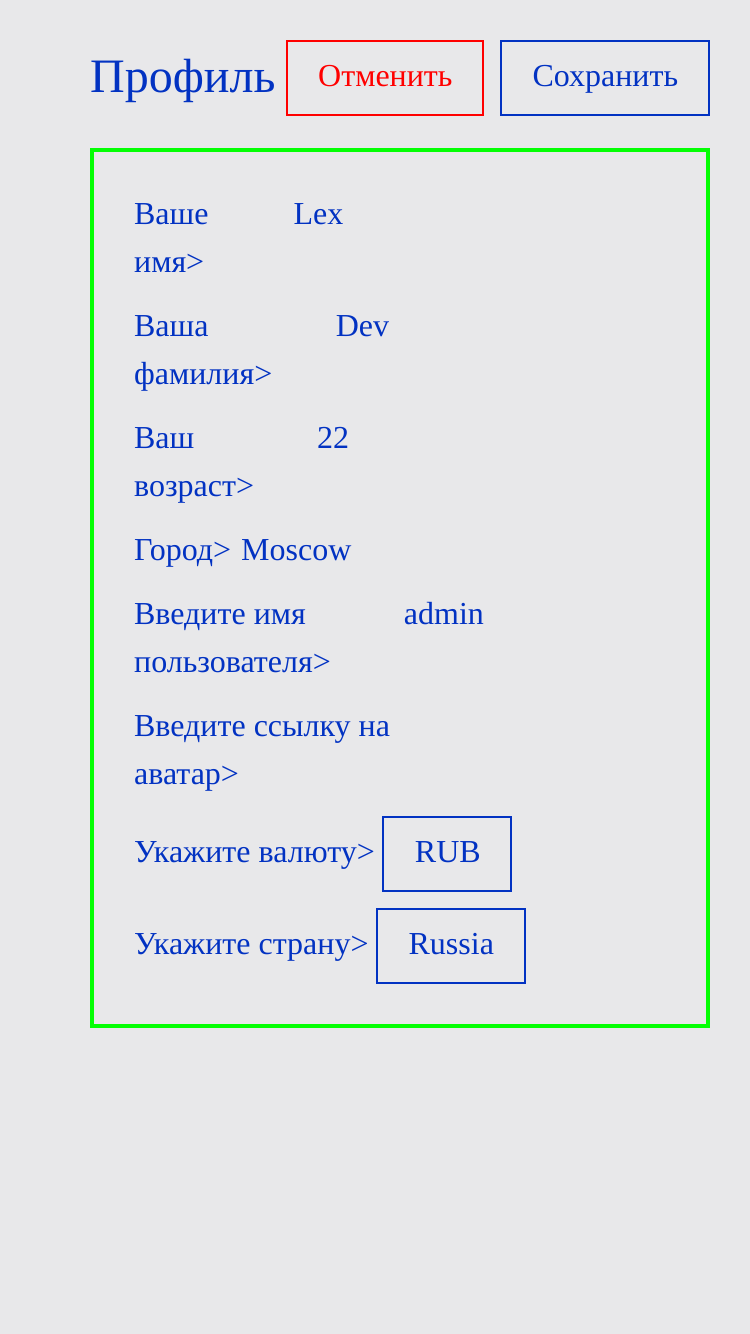 Профиль Отменить Сохранить
Ваше Lex
имя>
Ваша Dev
фамилия>
Ваш 22
возраст>
Город> Moscow
Введите имя admin
пользователя>
Введите ссылку на
аватар>
Укажите валюту> RUB
Укажите страну> Russia